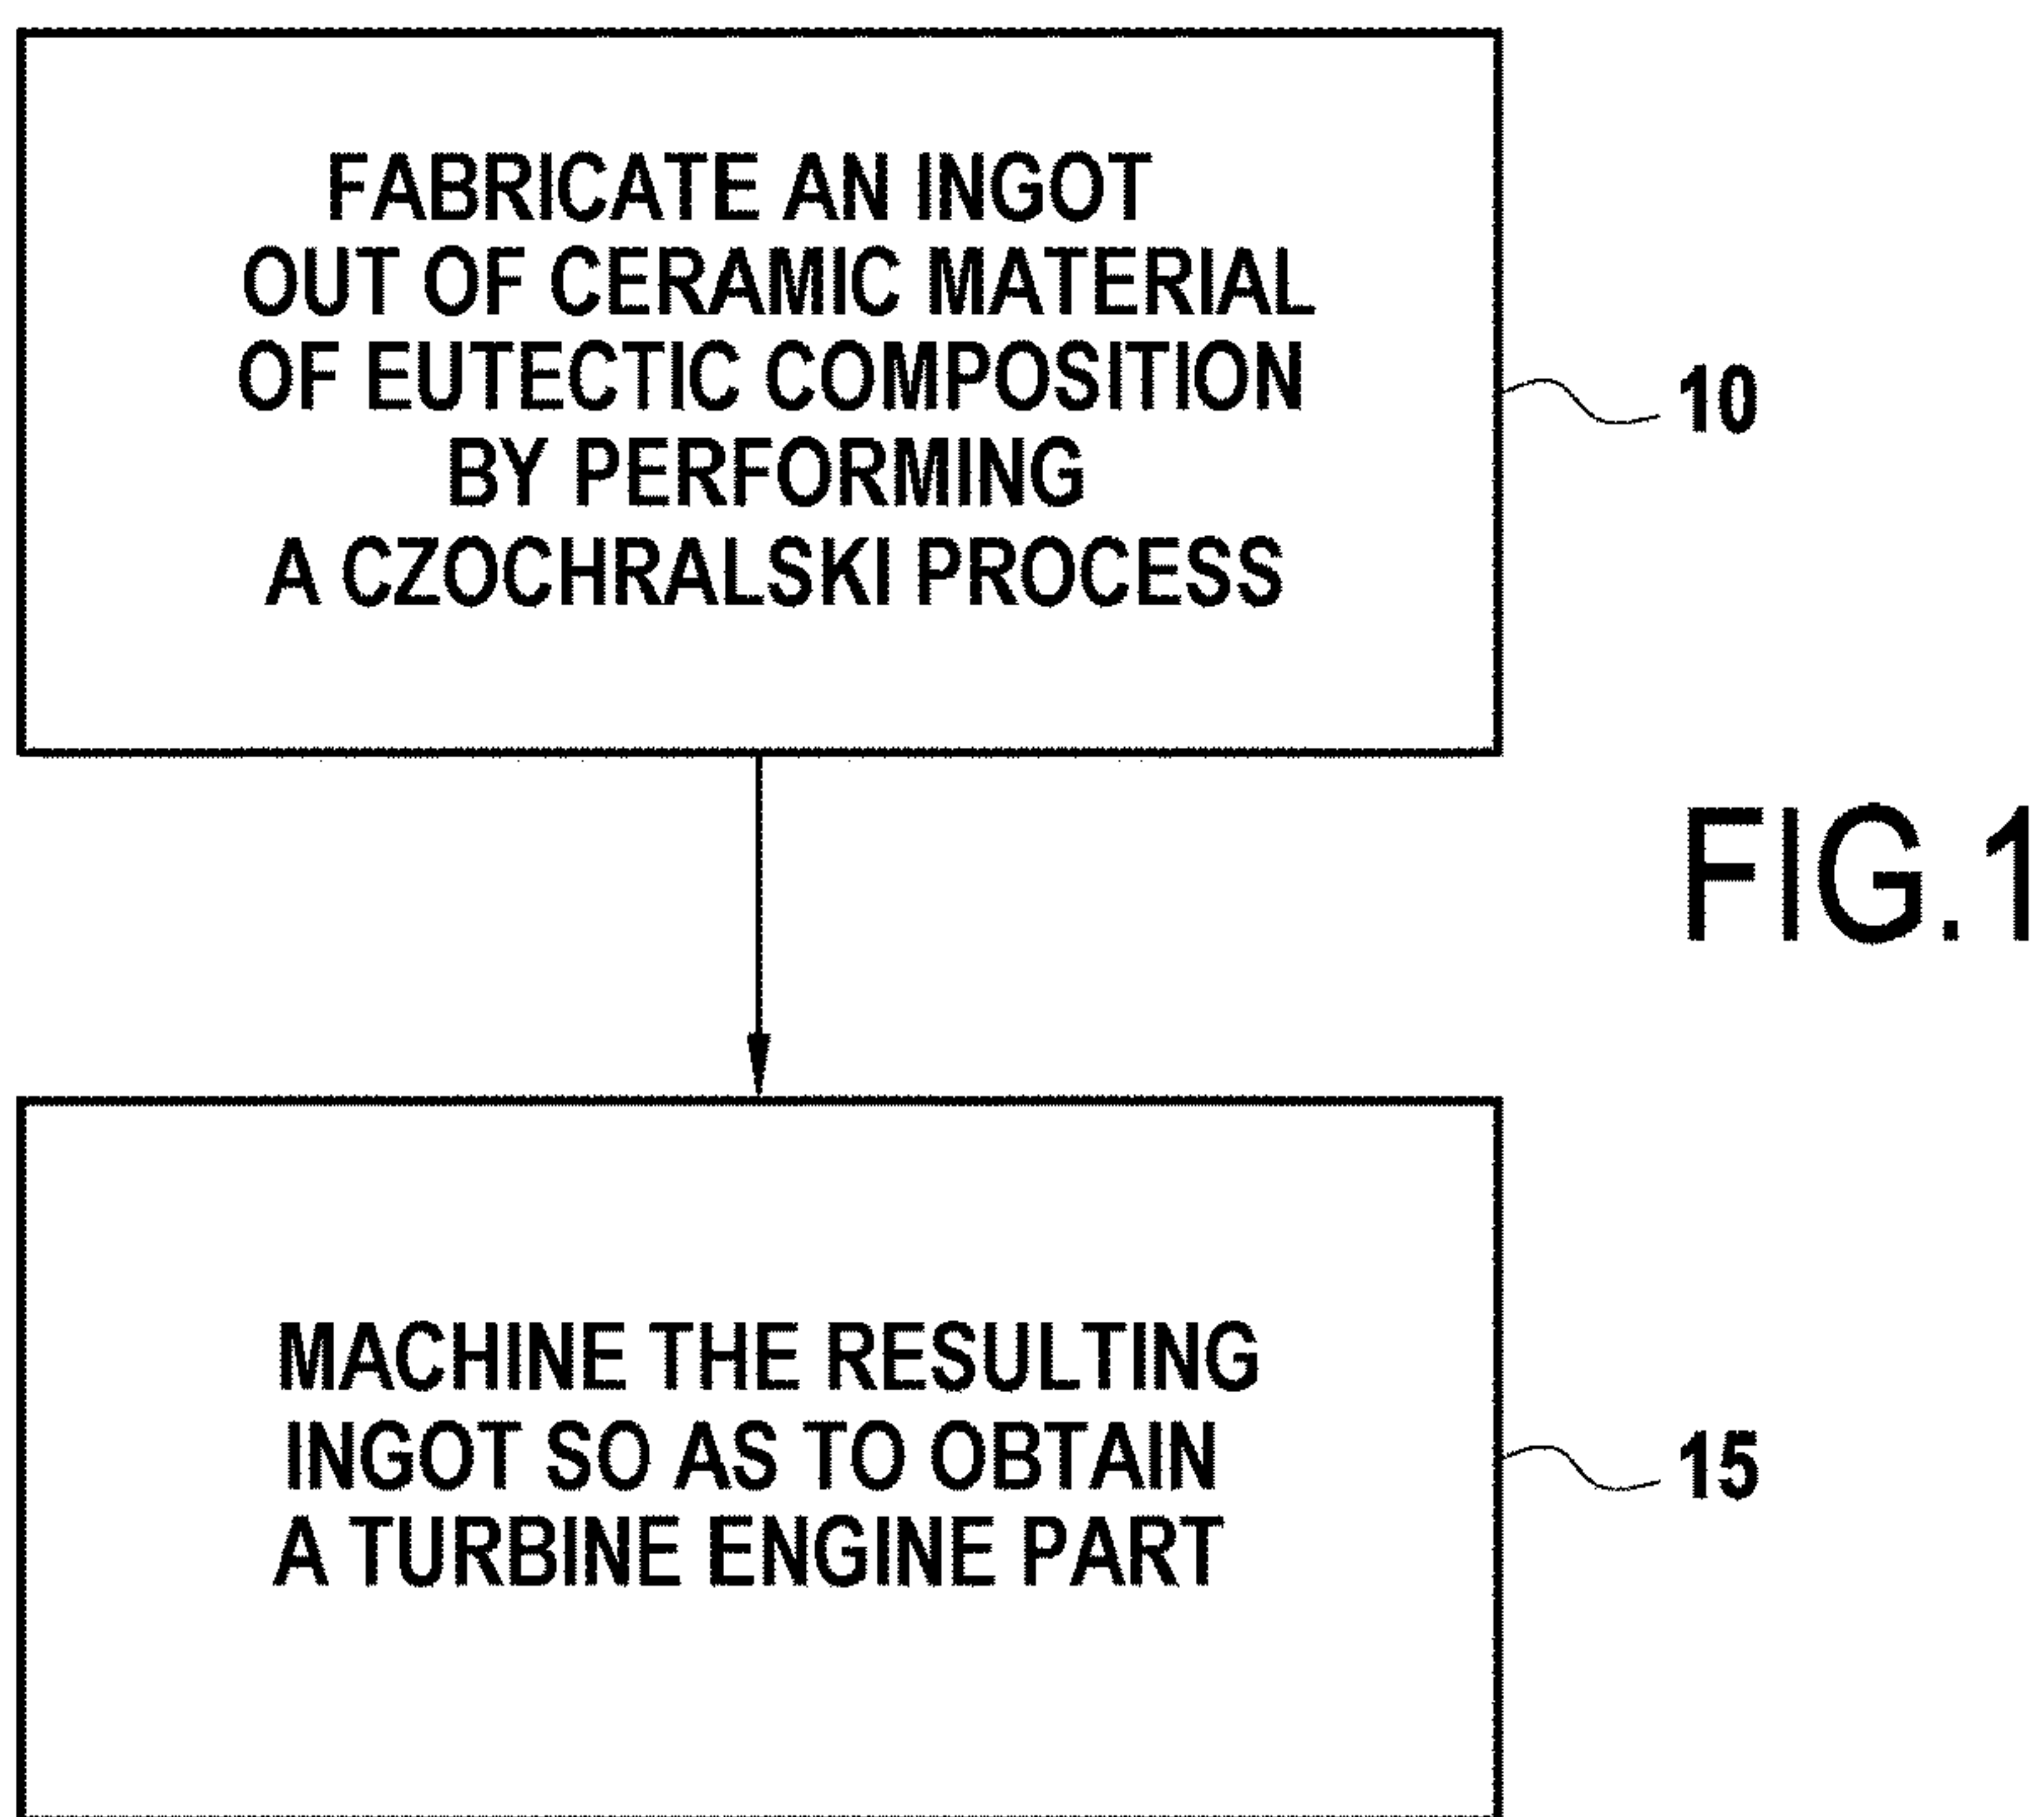 FABRICATE AN INGOT
OUT OF CERAMIC MATERIAL
OF EUTECTIC COMPOSITION
BY PERFORMING
A CZOCHRALSKI PROCESS
10
FIG.1
MACHINE THE RESULTING
INGOT SO AS TO OBTAIN
A TURBINE ENGINE PART
15